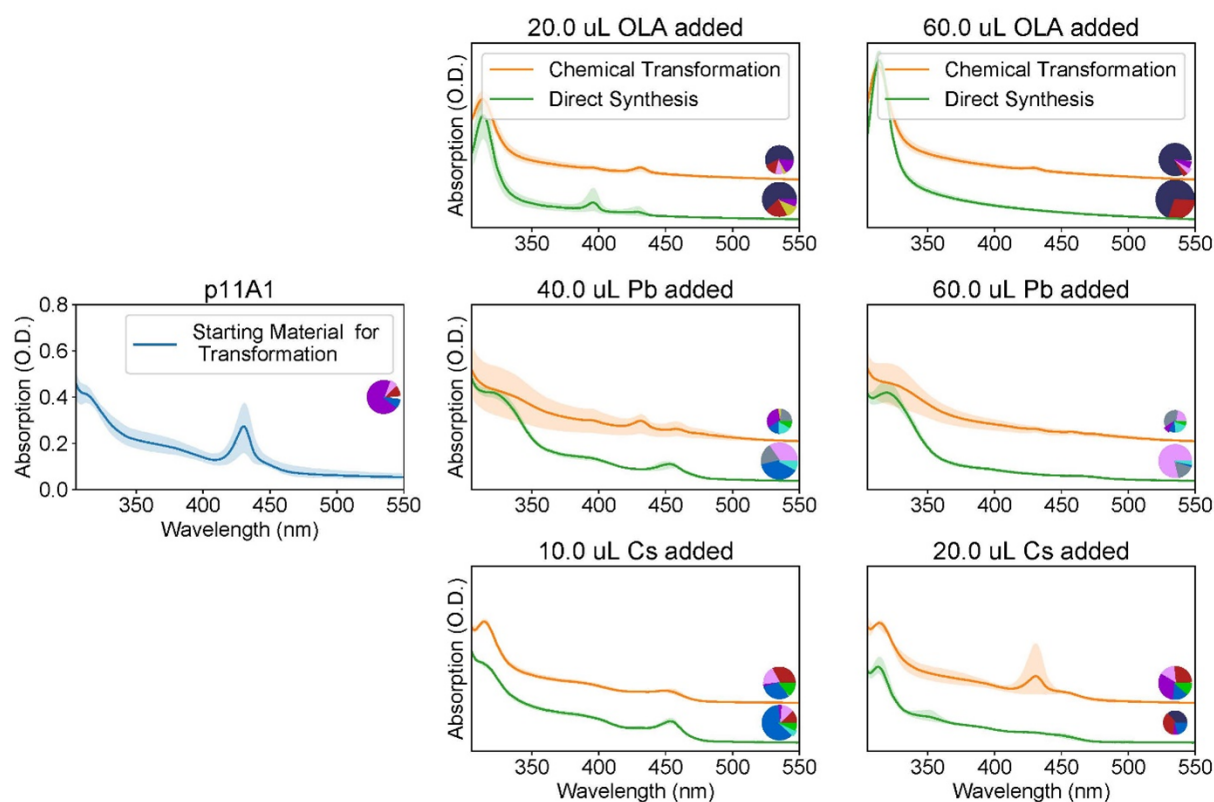 20.0 uL OLA added
60.0 uL OLA added
Absorption (O.D.)
Chemical Transformation
Direct Synthesis
Chemical Transformation
Direct Synthesis
350 400 450 500 550
350 400 450 500 550
p11A1
40.0 uL Pb added
60.0 uL Pb added
Absorption (O.D.)
0.8
0.6
0.4
0.2
0.0
Starting Material for
Transformation
350 400 450 500 550
Wavelength (nm)
Absorption (O.D.)
350 400 450 500 550
350 400 450 500 550
10.0 uL Cs added
20.0 uL Cs added
Absorption (O.D.)
350 400 450 500 550
Wavelength (nm)
350 400 450 500 550
Wavelength (nm)